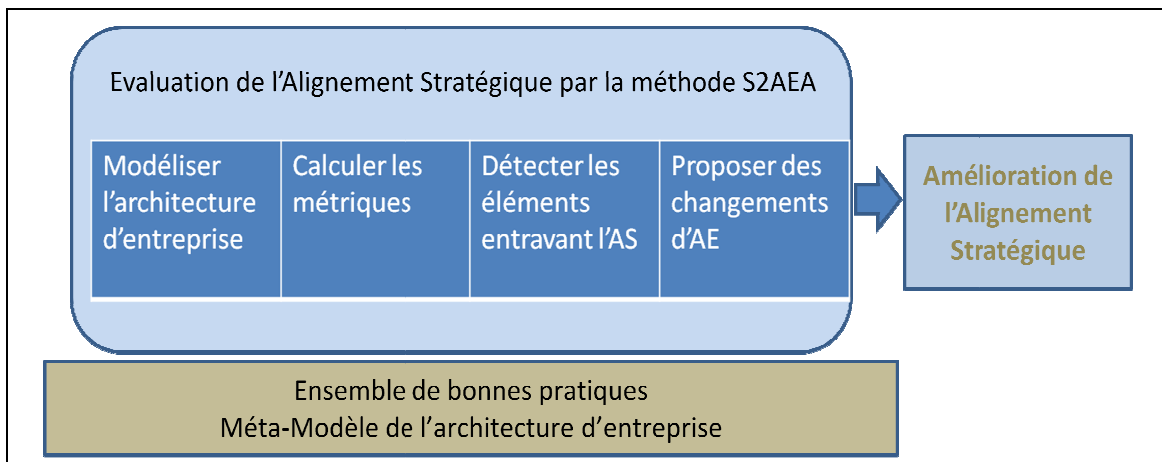 Evaluation de l'Alignement Stratégique par la méthode S2AEA
Modéliser
l'architecture
d'entreprise
Calculer les
métriques
Détecter les
éléments
entravant l'AS
Proposer des
changements
d'AE
Amélioration de
l'Alignement
Stratégique
Ensemble de bonnes pratiques
Méta-Modèle de l'architecture d'entreprise